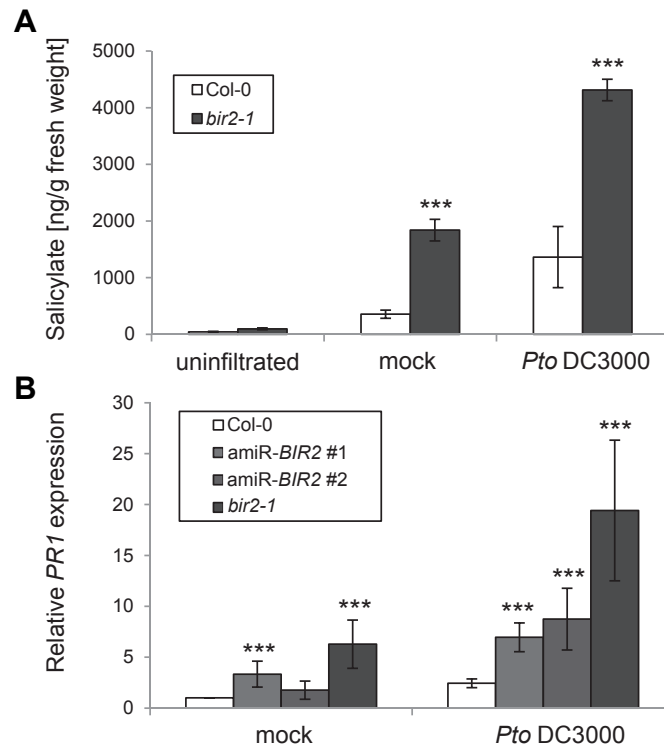 A
Salicylate [ng/g fresh weight]
5000
4000
3000
2000
1000
0
Col-0
bir2-1
***
***
uninfiltrated
mock
Pto DC3000
B
Relative PR1 expression
30
25
20
15
10
5
0
Col-0
amiR-BIR2 #1
amiR-BIR2 #2
bir2-1
***
***
***
***
***
mock
Pto DC3000